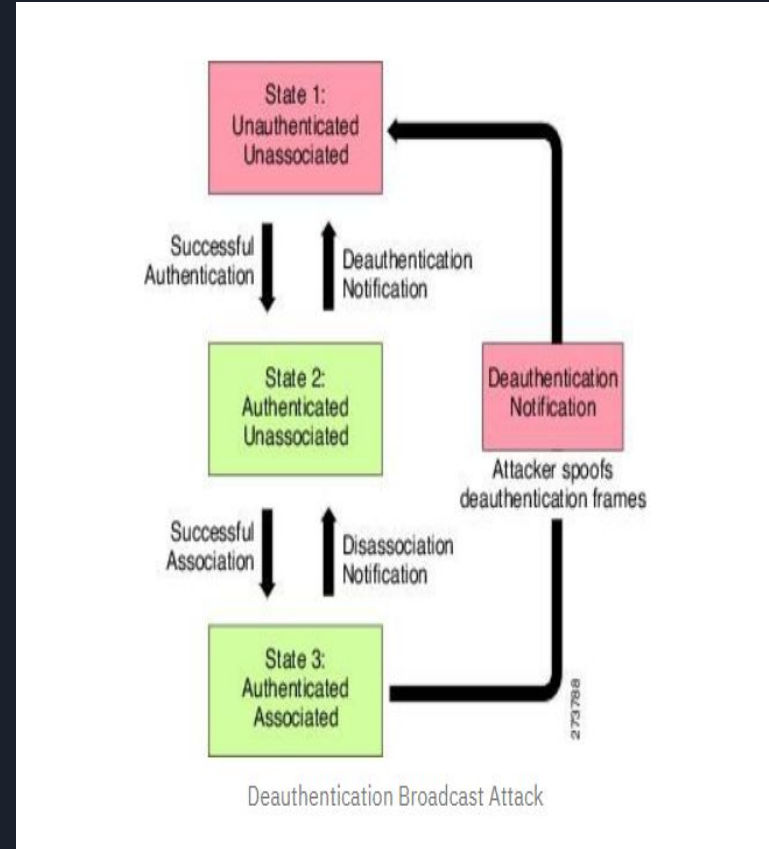 State 1:
Unauthenticated
Unassociated
Successful
Authentication
Deauthentication
Notification
State 2:
Authenticated
Unassociated
Deauthentication
Notification
Attacker spoofs
deauthentication frames
Successful
Association
Disassociation
Notification
State 3:
Authenticated
Associated
273788
Deauthentication Broadcast Attack